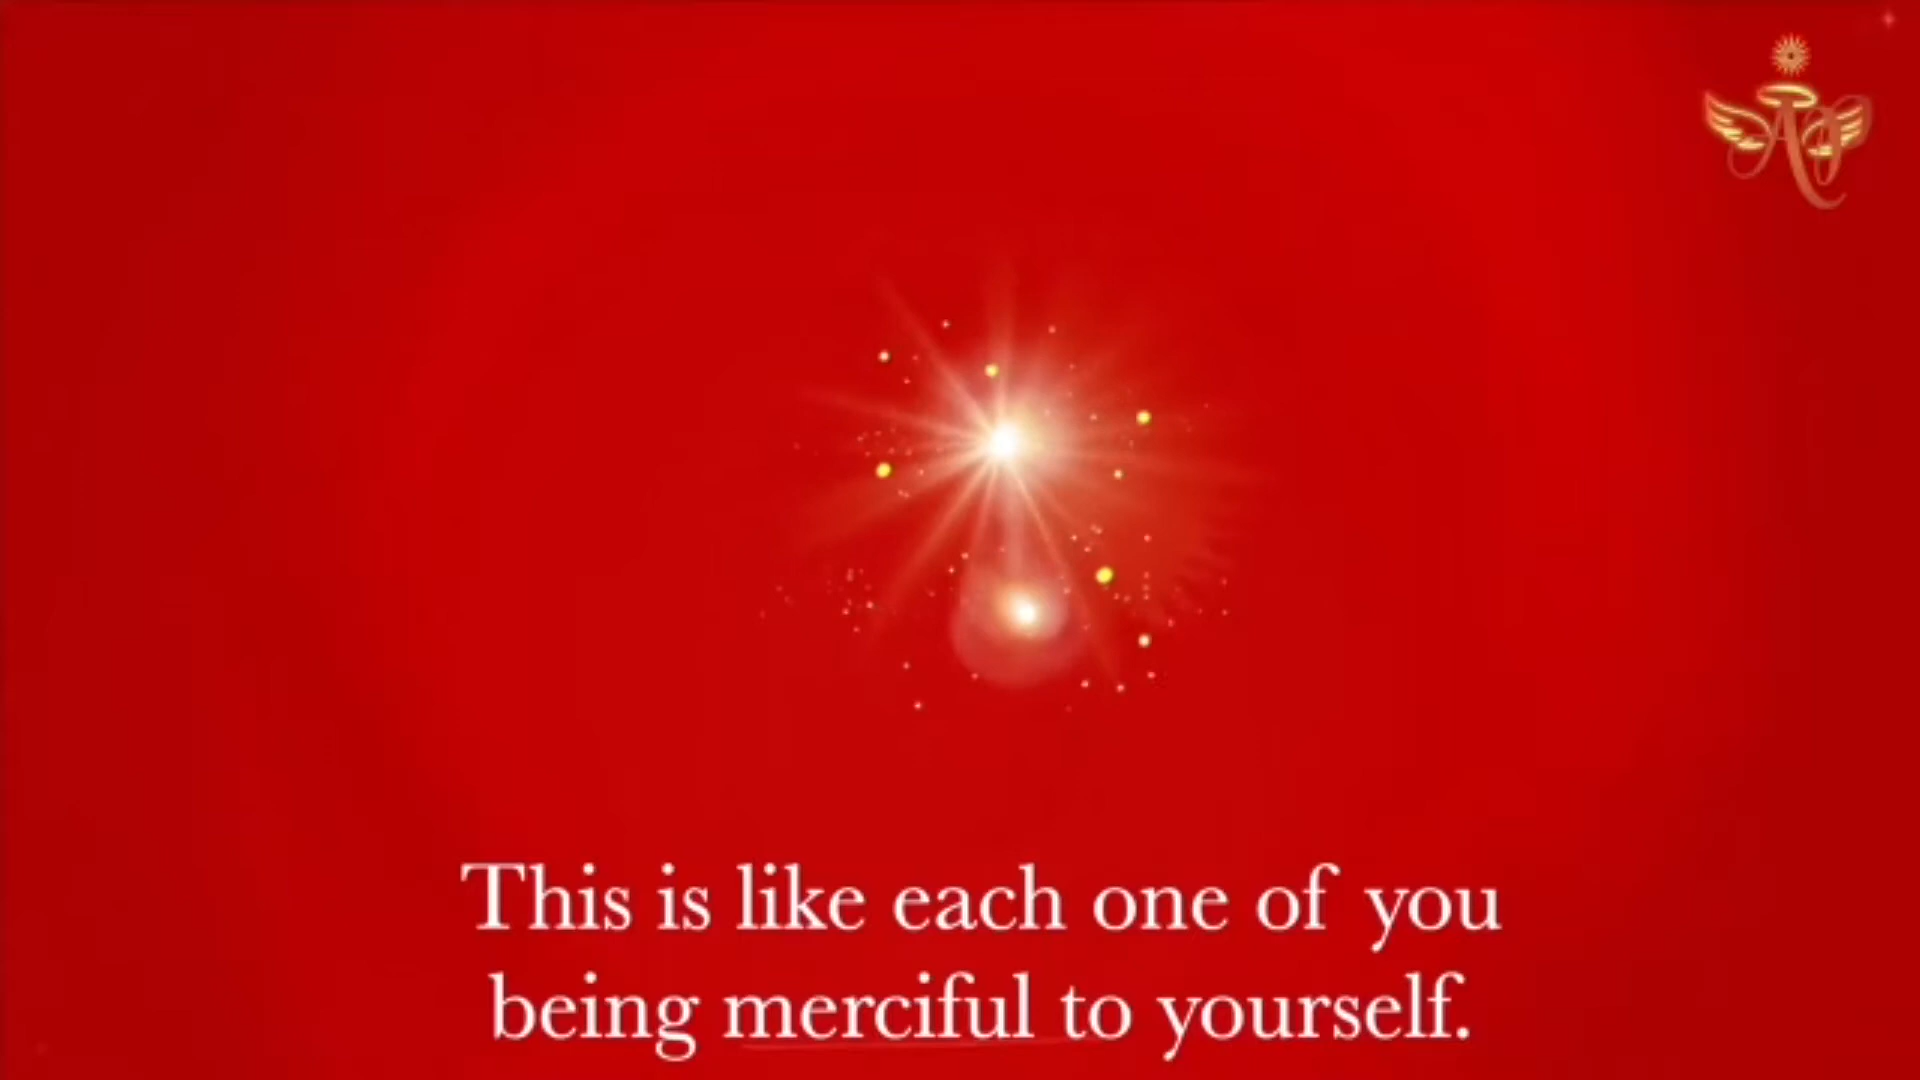 This is like each one of you
being merciful to yourself.